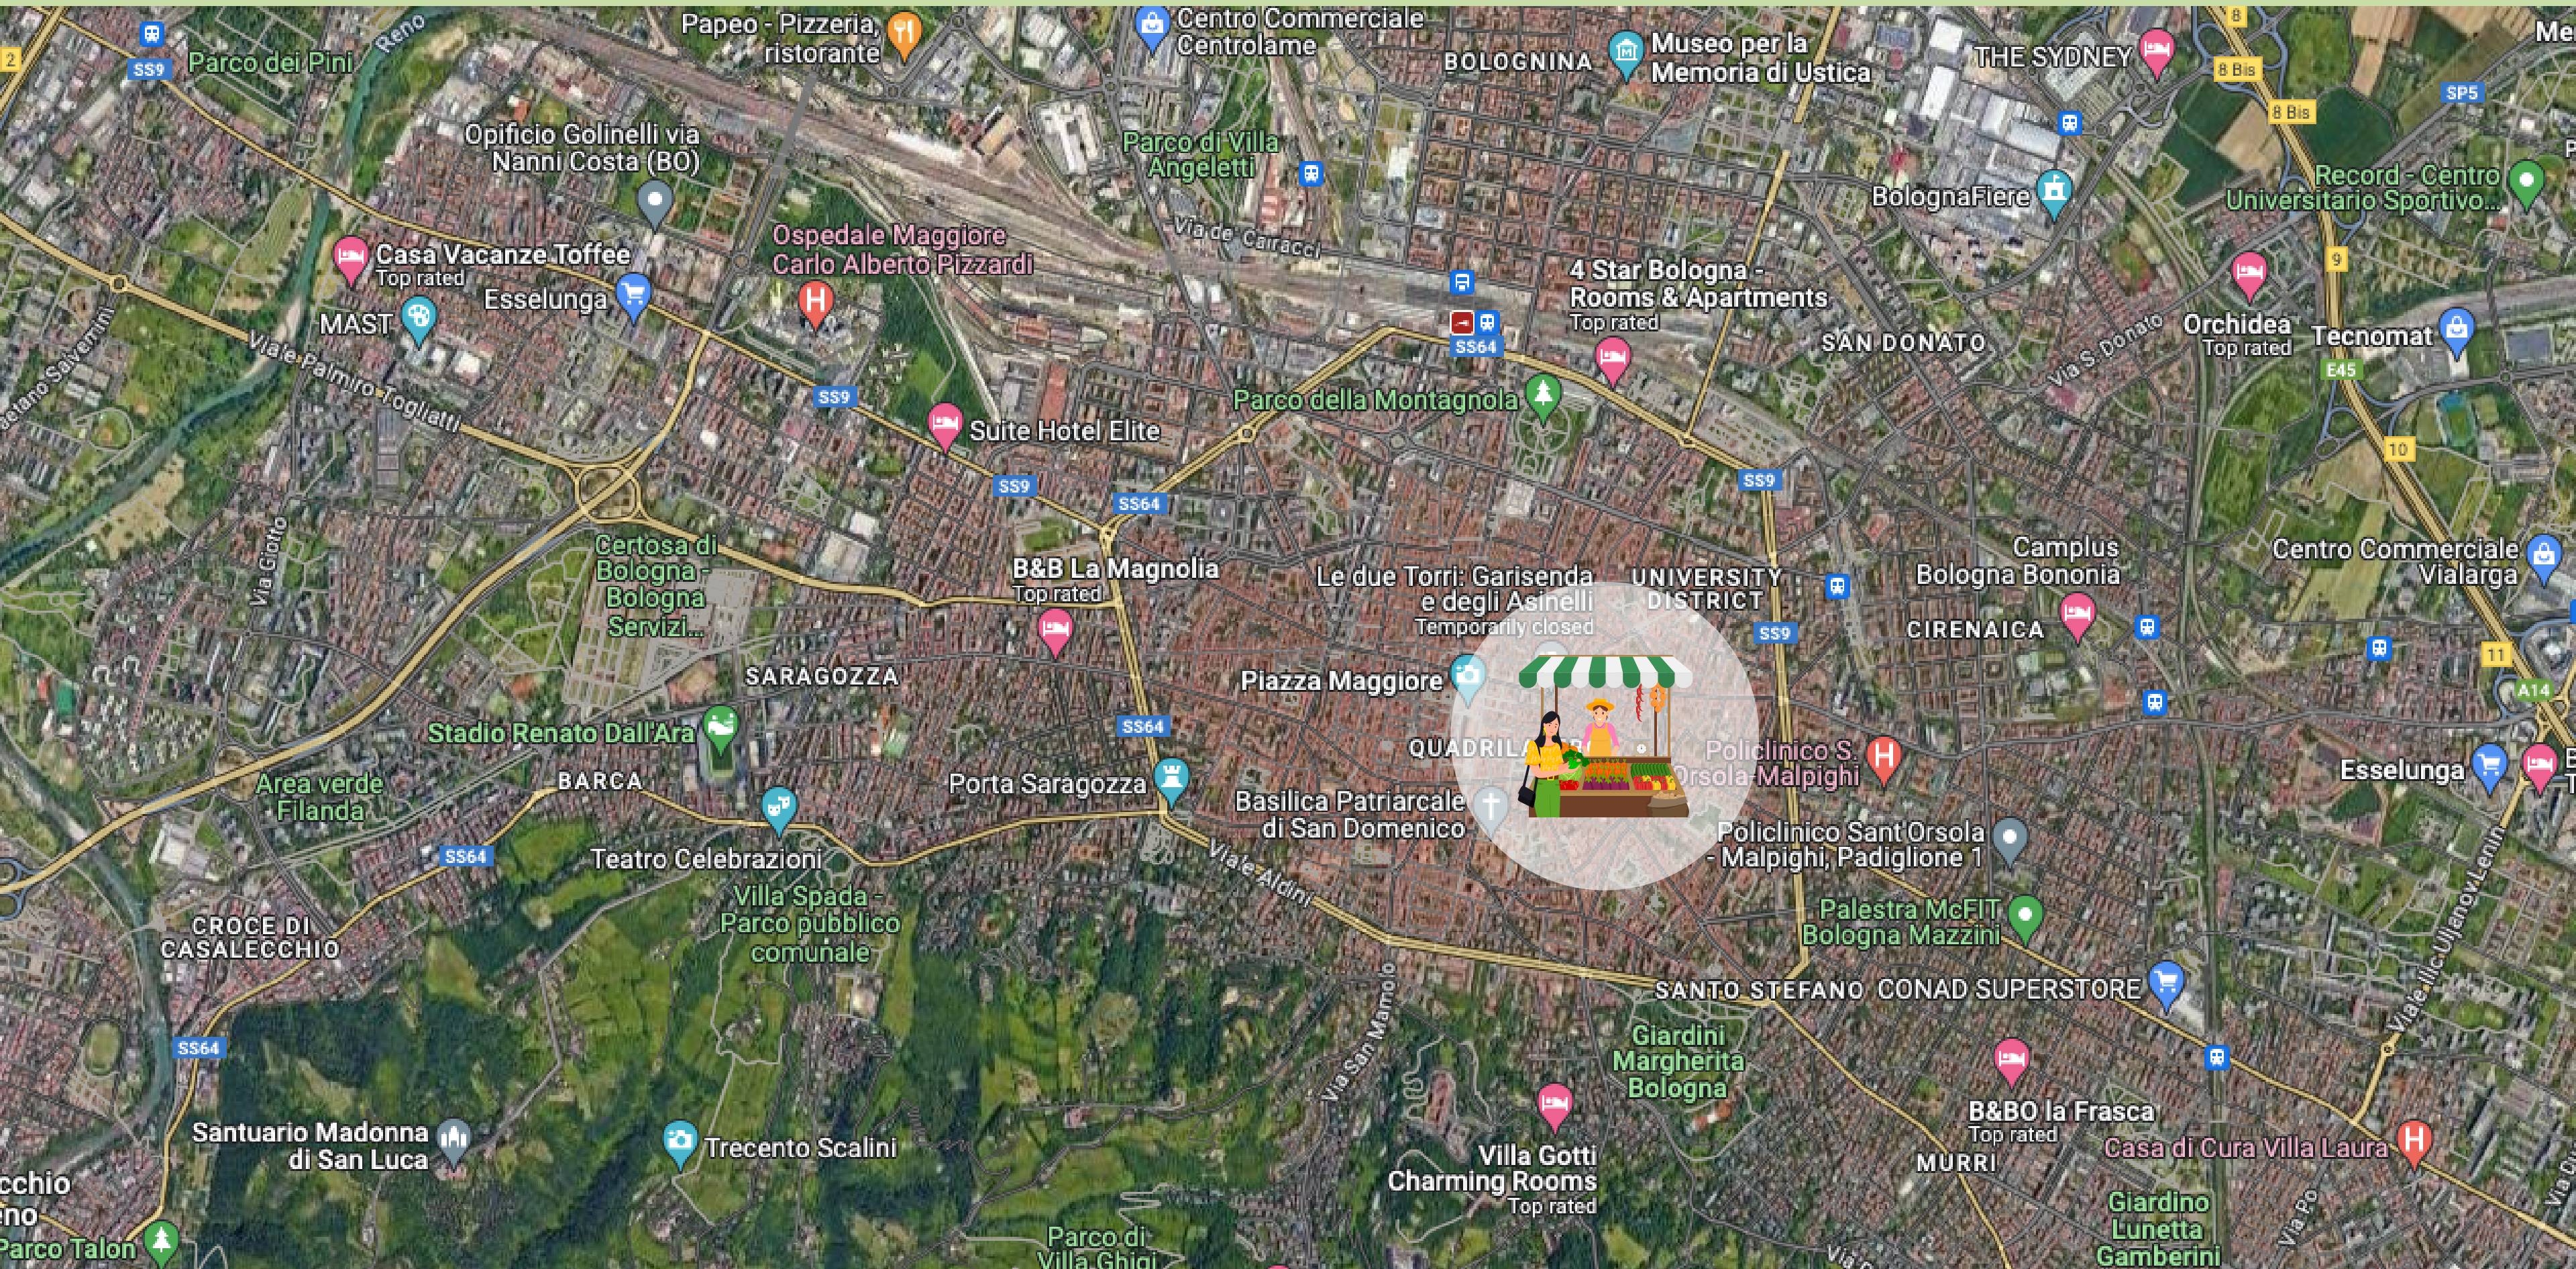 Reno
Papeo - Pizzeria,
ristorante
Centro Commerciale
Centrolame
BOLOGNINA
Museo per la
Memoria di Ustica
THE SYDNEY
8
8 Bis
8 Bis
SP5
2
SS9
Parco dei Pini
Opificio Golinelli via
Nanni Costa (BO)
Parco di Villa
Angeletti
BolognaFiere
Record - Centro
Universitario Sportivo...
Via de' Carracci
Ospedale Maggiore
Carlo Alberto Pizzardi
H
Casa Vacanze Toffee
Top rated
Esselunga
MAST
4 Star Bologna -
Rooms & Apartments
Top rated
9
Orchidea
Top rated
Tecnomat
E45
SAN DONATO
Via S. Donato
SS64
Viale Palmiro Togliatti
SS9
Parco della Montagnola
Suite Hotel Elite
10
SS9
SS64
SS9
Via Giotto
Certosa di
Bologna -
Bologna
Servizi...
B&B La Magnolia
Top rated
Le due Torri: Garisenda
e degli Asinelli
Temporarily closed
UNIVERSITY
DISTRICT
Camplus
Bologna Bononia
Centro Commerciale
Vialarga
SS9
CIRENAICA
11
A14
SARAGOZZA
Piazza Maggiore
Stadio Renato Dall'Ara
SS64
Policlinico S.
Orsola-Malpighi
H
Esselunga
Area verde
Filanda
BARCA
Porta Saragozza
Basilica Patriarcale
di San Domenico
SS64
Teatro Celebrazioni
Viale Aldini
Policlinico Sant'Orsola
- Malpighi, Padiglione 1
Villa Spada -
Parco pubblico
comunale
CROCE DI
CASALECCHIO
Palestra McFIT
Bologna Mazzini
Viale Ilic Uljanov Lenin
SANTO STEFANO
CONAD SUPERSTORE
Via San Mamolo
Giardini
Margherita
Bologna
SS64
Santuario Madonna
di San Luca
Trecento Scalini
Villa Gotti
Charming Rooms
Top rated
B&BO la Frasca
Top rated
MURRI
Casa di Cura Villa Laura
H
Parco Talon
Parco di
Villa Ghigi
Giardino
Lunetta
Gamberini
Via Po